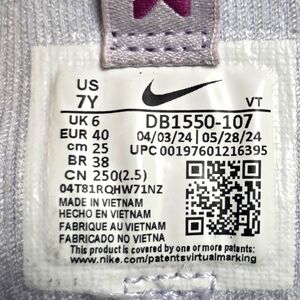 US
7Y
VT
UK 6
EUR 40
cm 25
BR 38
CN 250(2.5)
DB1550-107
04/03/24 | 05/28/24
UPC 00197601216395
04T81RQHW71NZ
MADE IN VIETNAM
HECHO EN VIETNAM
FABRIQUE AU VIETNAM
FABRICADO NO VIETNA
This product is covered by one or more patents. See
www.nike.com/patentsvirtualmarking